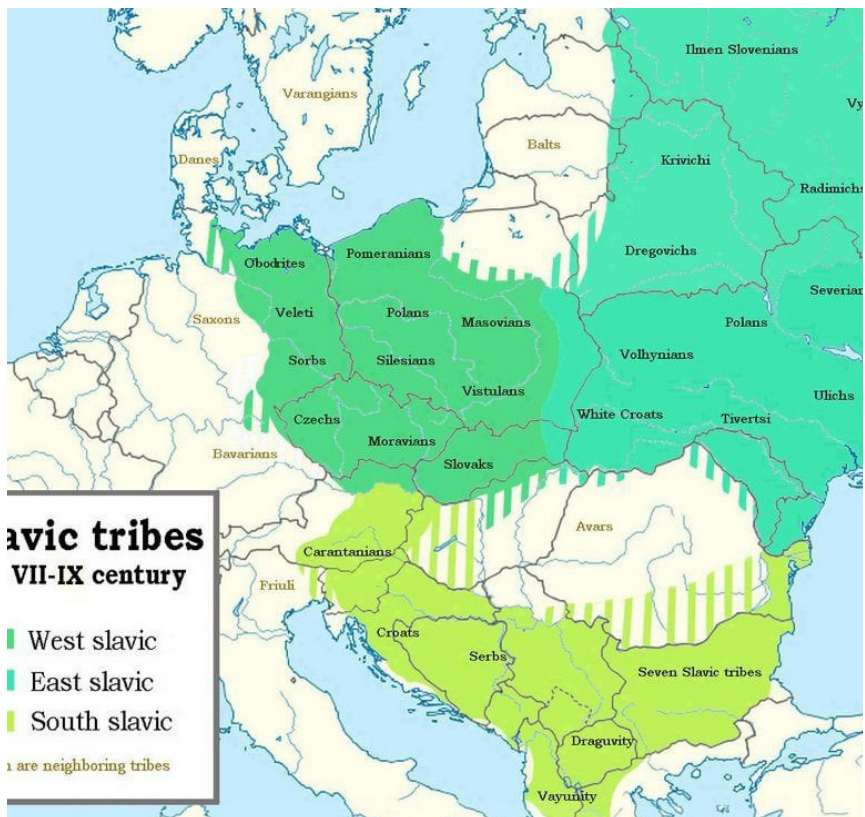 Ilmen Slovenians
Varangians
Vy
Balts
Danes
Krivichi
Radimichs
Obodrites
Pomeranians
Dregovichs
Severian
Saxons
Veleti
Polans
Masovians
Polans
Sorbs
Silesians
Volhynians
Vistulans
Ulichs
Czechs
White Croats
Tivertsi
Moravians
Bavarians
Slovaks
Avars
avic tribes
VII-IX century
Carantanians
Friuli
West slavic
East slavic
South slavic
n are neighboring tribes
Croats
Serbs
Seven Slavic tribes
Draguvity
Vayunity